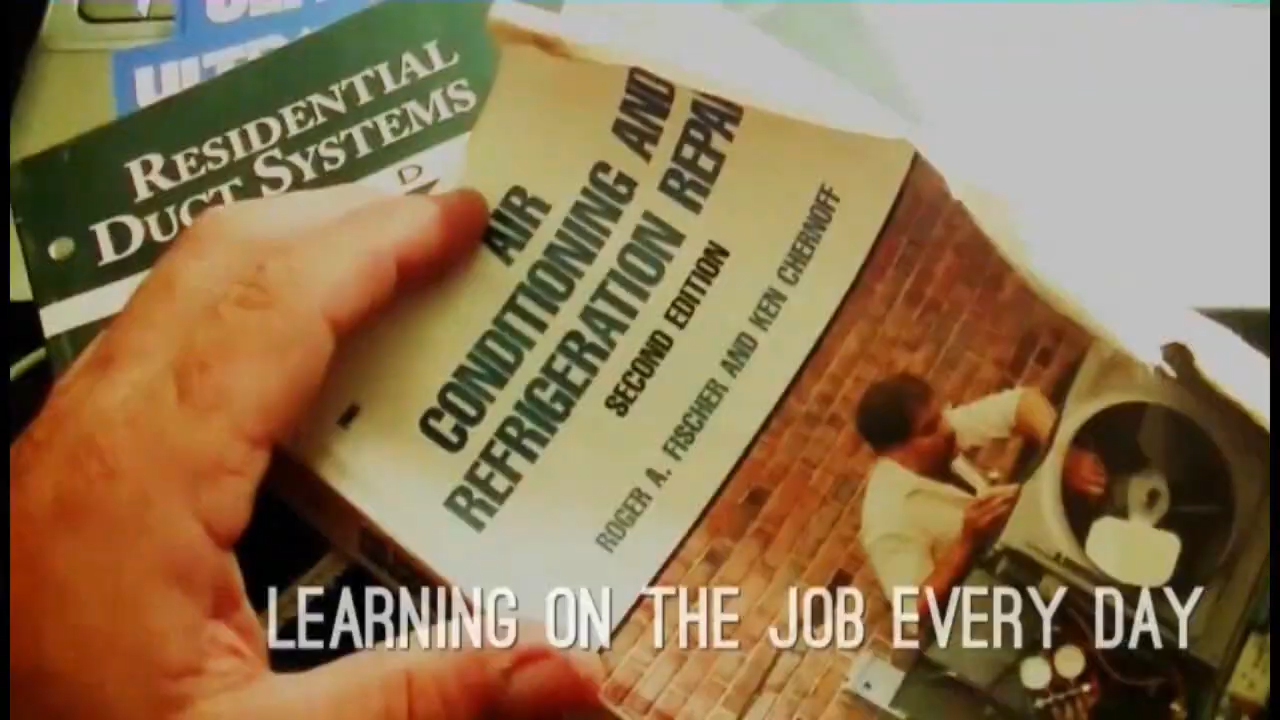 RESIDENTIAL
DUCT SYSTEMS
D
AIR
CONDITIONING AND
REFRIGERATION REPAI
SECOND EDITION
ROGER A. FISCHER AND KEN CHERNOFF
LEARNING ON THE JOB EVERY DAY